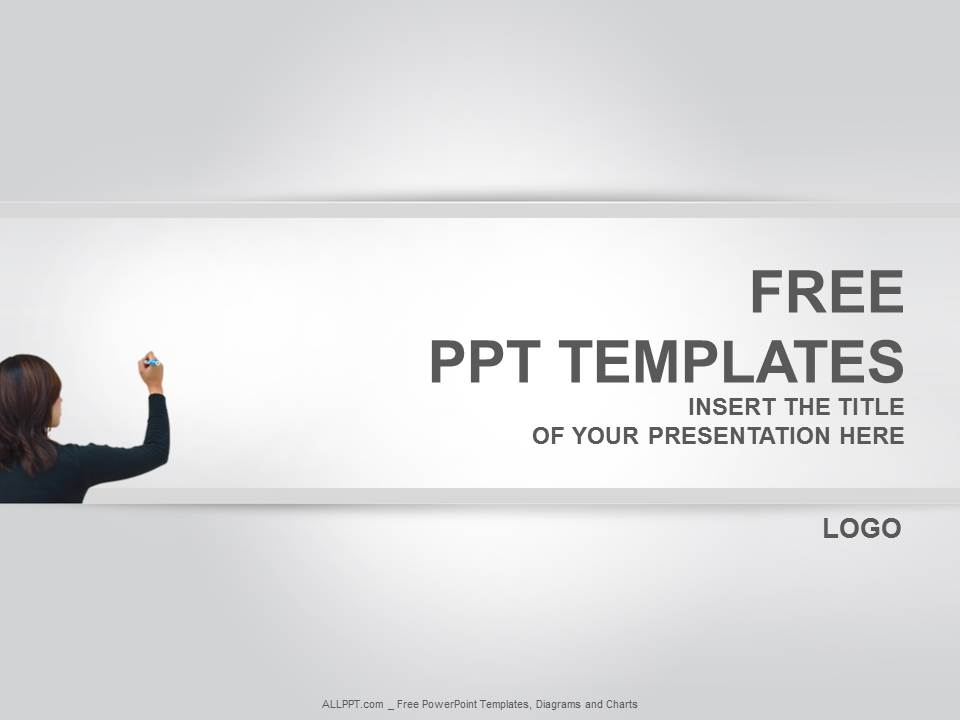 FREE
PPT TEMPLATES
INSERT THE TITLE
OF YOUR PRESENTATION HERE
LOGO
ALLPPT.com _ Free PowerPoint Templates, Diagrams and Charts